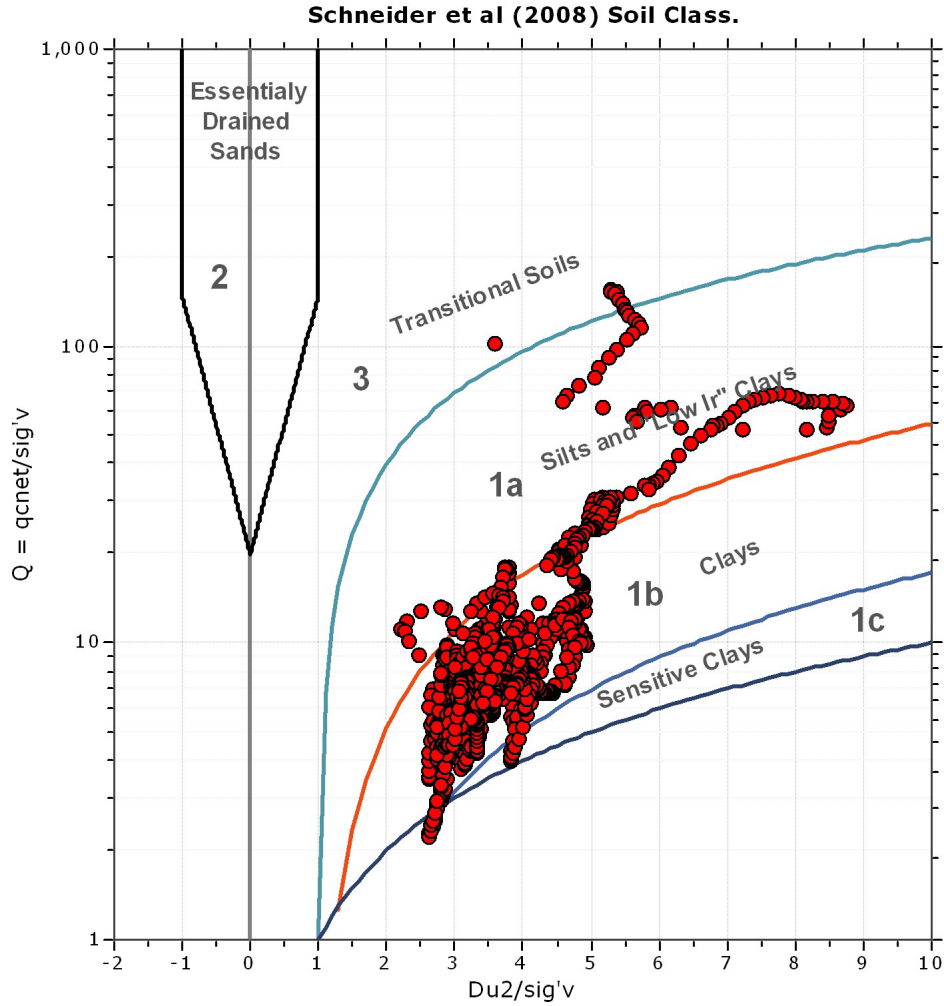 Schneider et al (2008) Soil Class.
1,000
Essentialy
Drained
Sands
2
Transitional Soils
100
3
Silts and "Low Ir" Clays
1a
Clays
1b
1c
10
Sensitive Clays
1
-2 -1 0 1 2 3 4 5 6 7 8 9 10
Du2/sig'v
Q = qcnet/sig'v